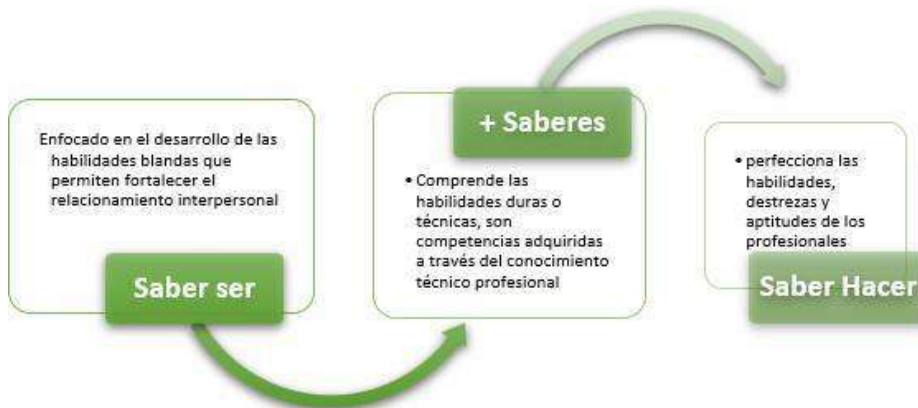 Enfocado en el desarrollo de las
habilidades blandas que
permiten fortalecer el
relacionamiento interpersonal
Saber ser
+ Saberes
• Comprende las
habilidades duras o
técnicas, son
competencias adquiridas
a través del conocimiento
técnico profesional
• perfecciona las
habilidades,
destrezas y
aptitudes de los
profesionales
Saber Hacer